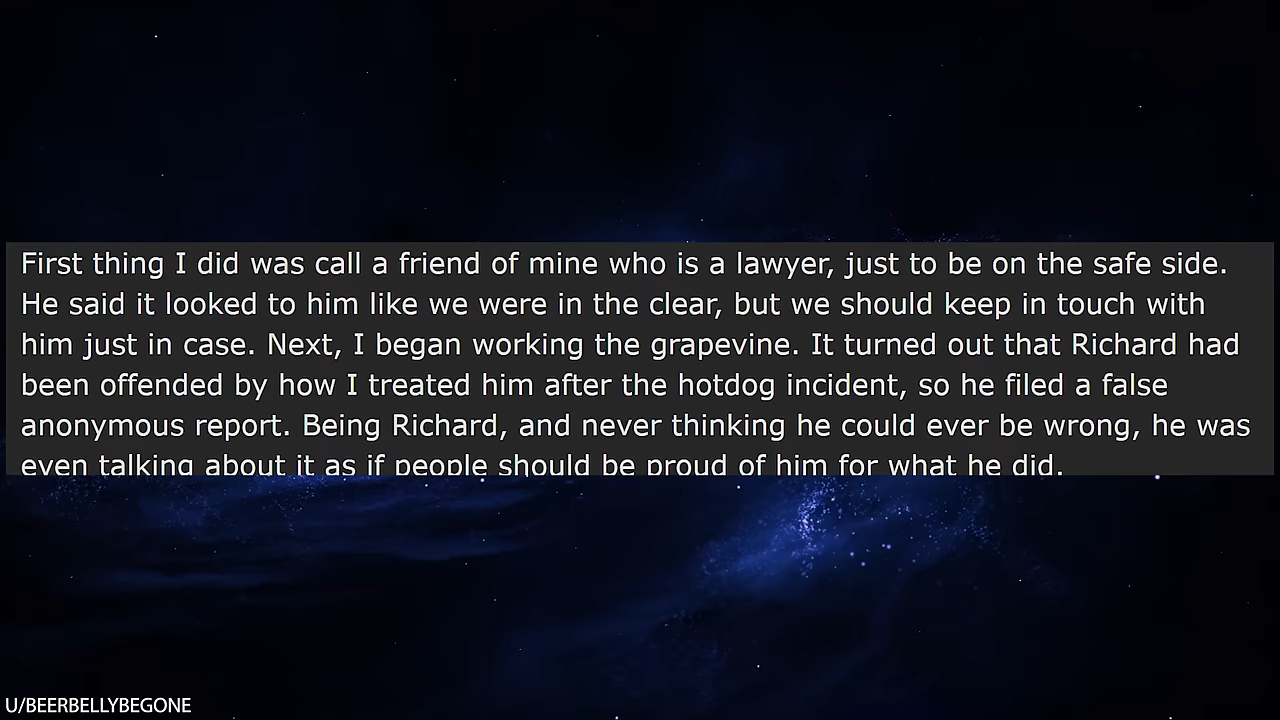 First thing I did was call a friend of mine who is a lawyer, just to be on the safe side.
He said it looked to him like we were in the clear, but we should keep in touch with
him just in case. Next, I began working the grapevine. It turned out that Richard had
been offended by how I treated him after the hotdog incident, so he filed a false
anonymous report. Being Richard, and never thinking he could ever be wrong, he was
even talking about it as if people should be proud of him for what he did.
U/BEERBELLYBEGONE